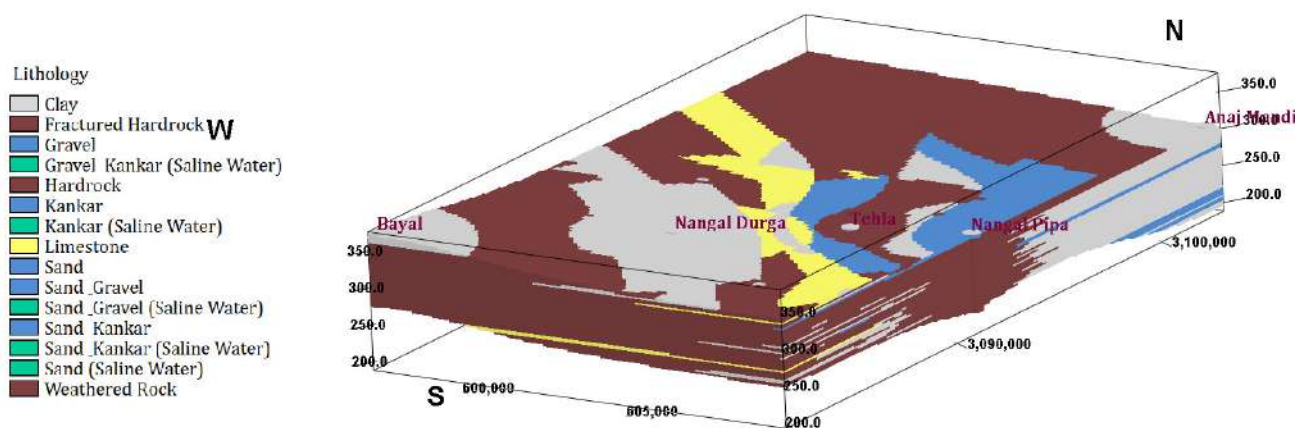 N
Lithology
Clay
Fractured Hardrock
W
Gravel
Gravel_Kankar (Saline Water)
Hardrock
Kankar
Kankar (Saline Water)
Limestone
Sand
Sand_Gravel
Sand_Gravel (Saline Water)
Sand_Kankar
Sand_Kankar (Saline Water)
Sand (Saline Water)
Weathered Rock
350.0
Anaj Mandi
300.0
250.0
200.0
Bayal
Nangal Durga
Tehla
Nangal Pipa
3,100,000
350.0
300.0
250.0
200.0
350.0
300.0
250.0
200.0
3,090,000
S
600,000
605,000